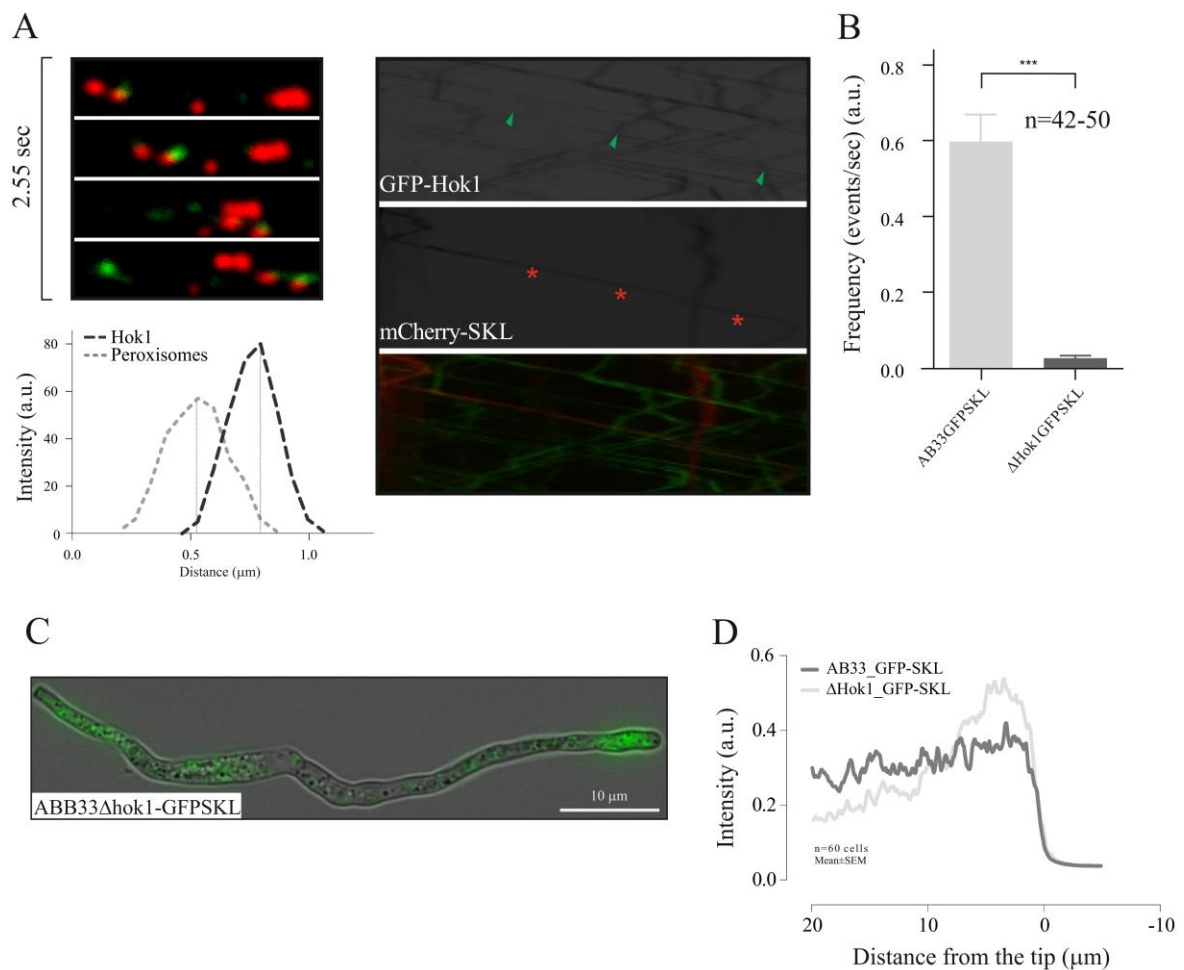 A
2.55 sec
GFP-Hok1
*
*
*
mCherry-SKL
Hok1
Peroxisomes
80
60
40
20
0
Intensity (a.u.)
0.0
0.5
1.0
Distance (μm)
B
***
n=42-50
0.8
0.6
0.4
0.2
0.0
Frequency (events/sec) (a.u.)
AB33GFPSKL
ΔHok1GFPSKL
C
ABB33Δhok1-GFPSKL
10 μm
D
AB33_GFP-SKL
ΔHok1_GFP-SKL
0.6
0.4
0.2
0.0
Intensity (a.u.)
n=60 cells
Mean±SEM
20
10
0
-10
Distance from the tip (μm)